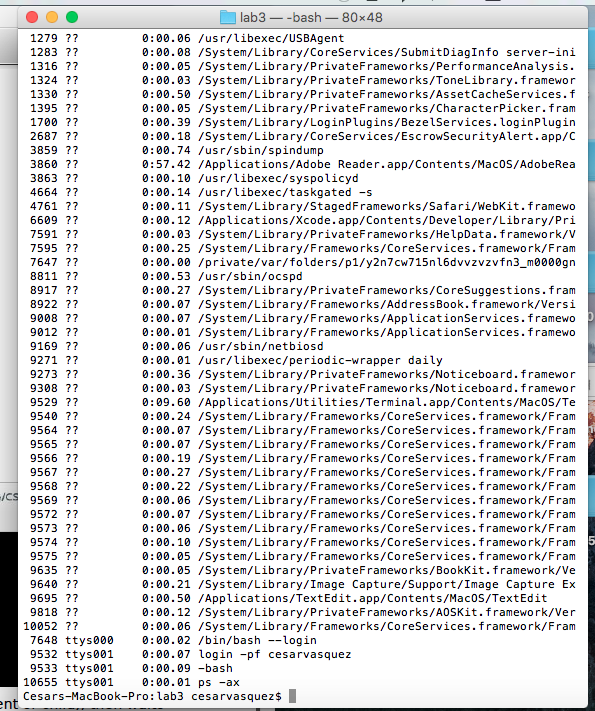 lab3 — -bash — 80×48
1279 ??         0:00.06 /usr/libexec/USBAgent
1283 ??         0:00.08 /System/Library/CoreServices/SubmitDiagInfo server-ini
1316 ??         0:00.05 /System/Library/PrivateFrameworks/PerformanceAnalysis.
1324 ??         0:00.03 /System/Library/PrivateFrameworks/ToneLibrary.framewor
1330 ??         0:00.50 /System/Library/PrivateFrameworks/AssetCacheServices.f
1395 ??         0:00.05 /System/Library/PrivateFrameworks/CharacterPicker.fram
1700 ??         0:00.39 /System/Library/LoginPlugins/BezelServices.loginPlugin
2687 ??         0:00.18 /System/Library/CoreServices/EscrowSecurityAlert.app/C
3859 ??         0:00.74 /usr/sbin/spindump
3860 ??         0:57.42 /Applications/Adobe Reader.app/Contents/MacOS/AdobeRea
3863 ??         0:00.10 /usr/libexec/syspolicyd
4664 ??         0:00.14 /usr/libexec/taskgated -s
4761 ??         0:00.11 /System/Library/StagedFrameworks/Safari/WebKit.framewo
6609 ??         0:00.12 /Applications/Xcode.app/Contents/Developer/Library/Pri
7591 ??         0:00.03 /System/Library/PrivateFrameworks/HelpData.framework/V
7595 ??         0:00.25 /System/Library/Frameworks/CoreServices.framework/Fram
7647 ??         0:00.00 /private/var/folders/p1/y2n7cw715nl6dvvzvzvfn3_m0000gn
8811 ??         0:00.53 /usr/sbin/ocspd
8917 ??         0:00.27 /System/Library/PrivateFrameworks/CoreSuggestions.fram
8922 ??         0:00.07 /System/Library/Frameworks/AddressBook.framework/Versi
9008 ??         0:00.07 /System/Library/Frameworks/ApplicationServices.framewo
9012 ??         0:00.01 /System/Library/Frameworks/ApplicationServices.framewo
9169 ??         0:00.06 /usr/sbin/netbiosd
9271 ??         0:00.01 /usr/libexec/periodic-wrapper daily
9273 ??         0:00.36 /System/Library/PrivateFrameworks/Noticeboard.framewor
9308 ??         0:00.03 /System/Library/PrivateFrameworks/Noticeboard.framewor
9529 ??         0:09.60 /Applications/Utilities/Terminal.app/Contents/MacOS/Te
9540 ??         0:00.24 /System/Library/Frameworks/CoreServices.framework/Fram
9564 ??         0:00.07 /System/Library/Frameworks/CoreServices.framework/Fram
9565 ??         0:00.07 /System/Library/Frameworks/CoreServices.framework/Fram
9566 ??         0:00.19 /System/Library/Frameworks/CoreServices.framework/Fram
9567 ??         0:00.27 /System/Library/Frameworks/CoreServices.framework/Fram
9568 ??         0:00.22 /System/Library/Frameworks/CoreServices.framework/Fram
9569 ??         0:00.06 /System/Library/Frameworks/CoreServices.framework/Fram
9572 ??         0:00.07 /System/Library/Frameworks/CoreServices.framework/Fram
9573 ??         0:00.06 /System/Library/Frameworks/CoreServices.framework/Fram
9574 ??         0:00.10 /System/Library/Frameworks/CoreServices.framework/Fram
9575 ??         0:00.05 /System/Library/Frameworks/CoreServices.framework/Fram
9635 ??         0:00.05 /System/Library/PrivateFrameworks/BookKit.framework/Ve
9640 ??         0:00.21 /System/Library/Image Capture/Support/Image Capture Ex
9695 ??         0:00.50 /Applications/TextEdit.app/Contents/MacOS/TextEdit
9818 ??         0:00.12 /System/Library/PrivateFrameworks/AOSKit.framework/Ver
10052 ??         0:00.06 /System/Library/Frameworks/CoreServices.framework/Fram
7648 ttys000    0:00.02 /bin/bash --login
9532 ttys001    0:00.07 login -pf cesarvasquez
9533 ttys001    0:00.09 -bash
10655 ttys001    0:00.01 ps -ax
Cesars-MacBook-Pro:lab3 cesarvasquez$